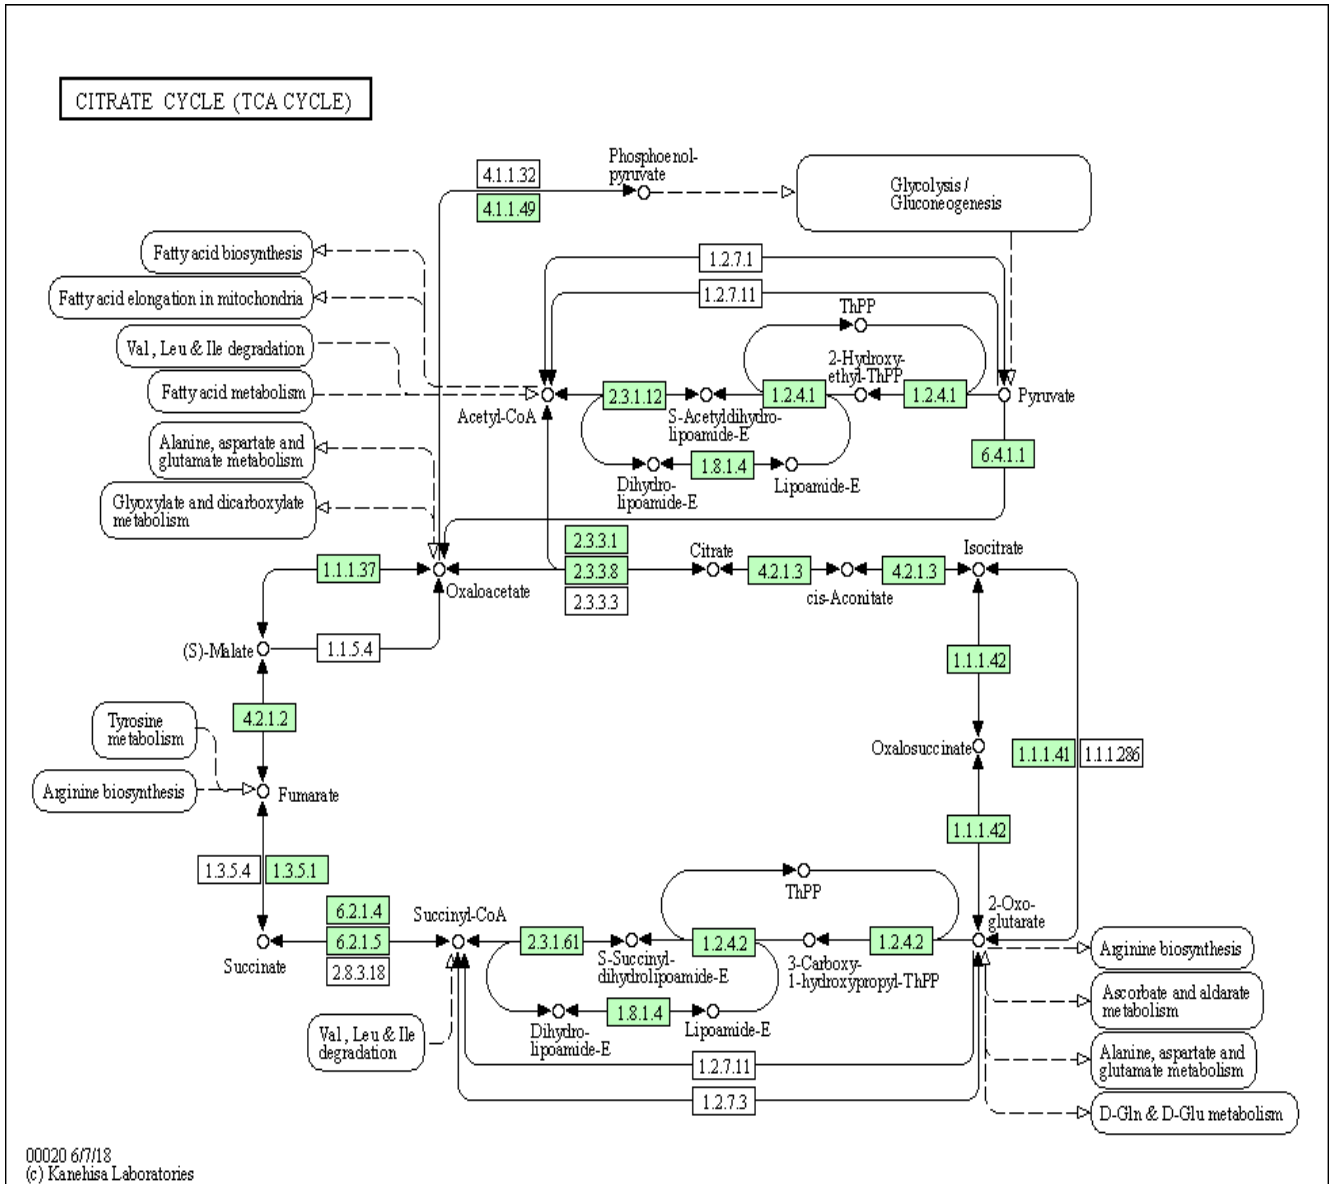 CITRATE CYCLE (TCA CYCLE)
Phosphoenol-
pyruvate
4.1.1.32
4.1.1.49
Glycolysis /
Gluconeogenesis
Fatty acid biosynthesis
Fatty acid elongation in mitochondria
Val, Leu & Ile degradation
Fatty acid metabolism
Alanine, aspartate and
glutamate metabolism
Glyoxylate and dicarboxylate
metabolism
1.2.7.1
1.2.7.11
ThPP
2-Hydroxy-
ethyl-ThPP
Acetyl-CoA
2.3.1.12
S-Acetyldihydro-
lipoamide-E
1.2.4.1
1.2.4.1
Pyruvate
Dihydro-
lipoamide-E
1.8.1.4
Lipoamide-E
6.4.1.1
1.1.1.37
Oxaloacetate
2.3.3.1
2.3.3.8
2.3.3.3
Citrate
4.2.1.3
cis-Aconitate
4.2.1.3
Isocitrate
(S)-Malate
1.1.5.4
1.1.1.42
4.2.1.2
Tyrosine
metabolism
Oxalosuccinate
1.1.1.41
1.1.1.286
Arginine biosynthesis
Fumarate
1.1.1.42
1.3.5.4
1.3.5.1
ThPP
2-Oxo-
glutarate
6.2.1.4
6.2.1.5
2.8.3.18
Succinate
Succinyl-CoA
2.3.1.61
S-Succinyl-
dihydrolipoamide-E
1.2.4.2
3-Carboxy-
1-hydroxypropyl-ThPP
1.2.4.2
Arginine biosynthesis
Ascorbate and aldarate
metabolism
Val, Leu & Ile
degradation
Dihydro-
lipoamide-E
1.8.1.4
Lipoamide-E
Alanine, aspartate and
glutamate metabolism
1.2.7.11
1.2.7.3
D-Gln & D-Glu metabolism
00020 6/7/18
(c) Kanehisa Laboratories